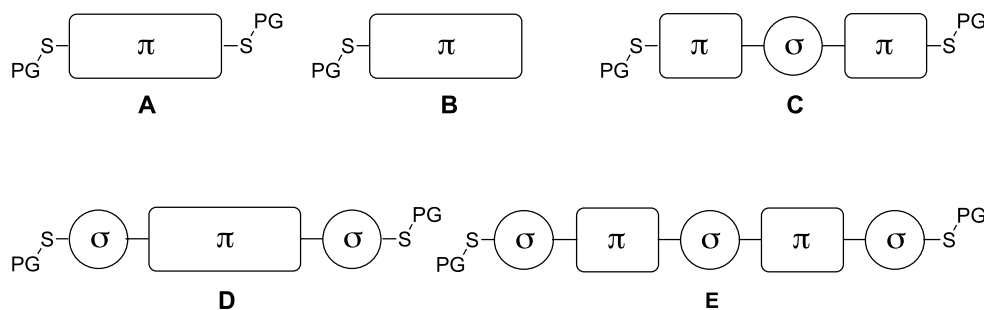 PG S π S PG
A
PG S π
B
PG S π σ π S PG
C
PG S σ π σ S PG
D
PG S σ π σ π σ S PG
E